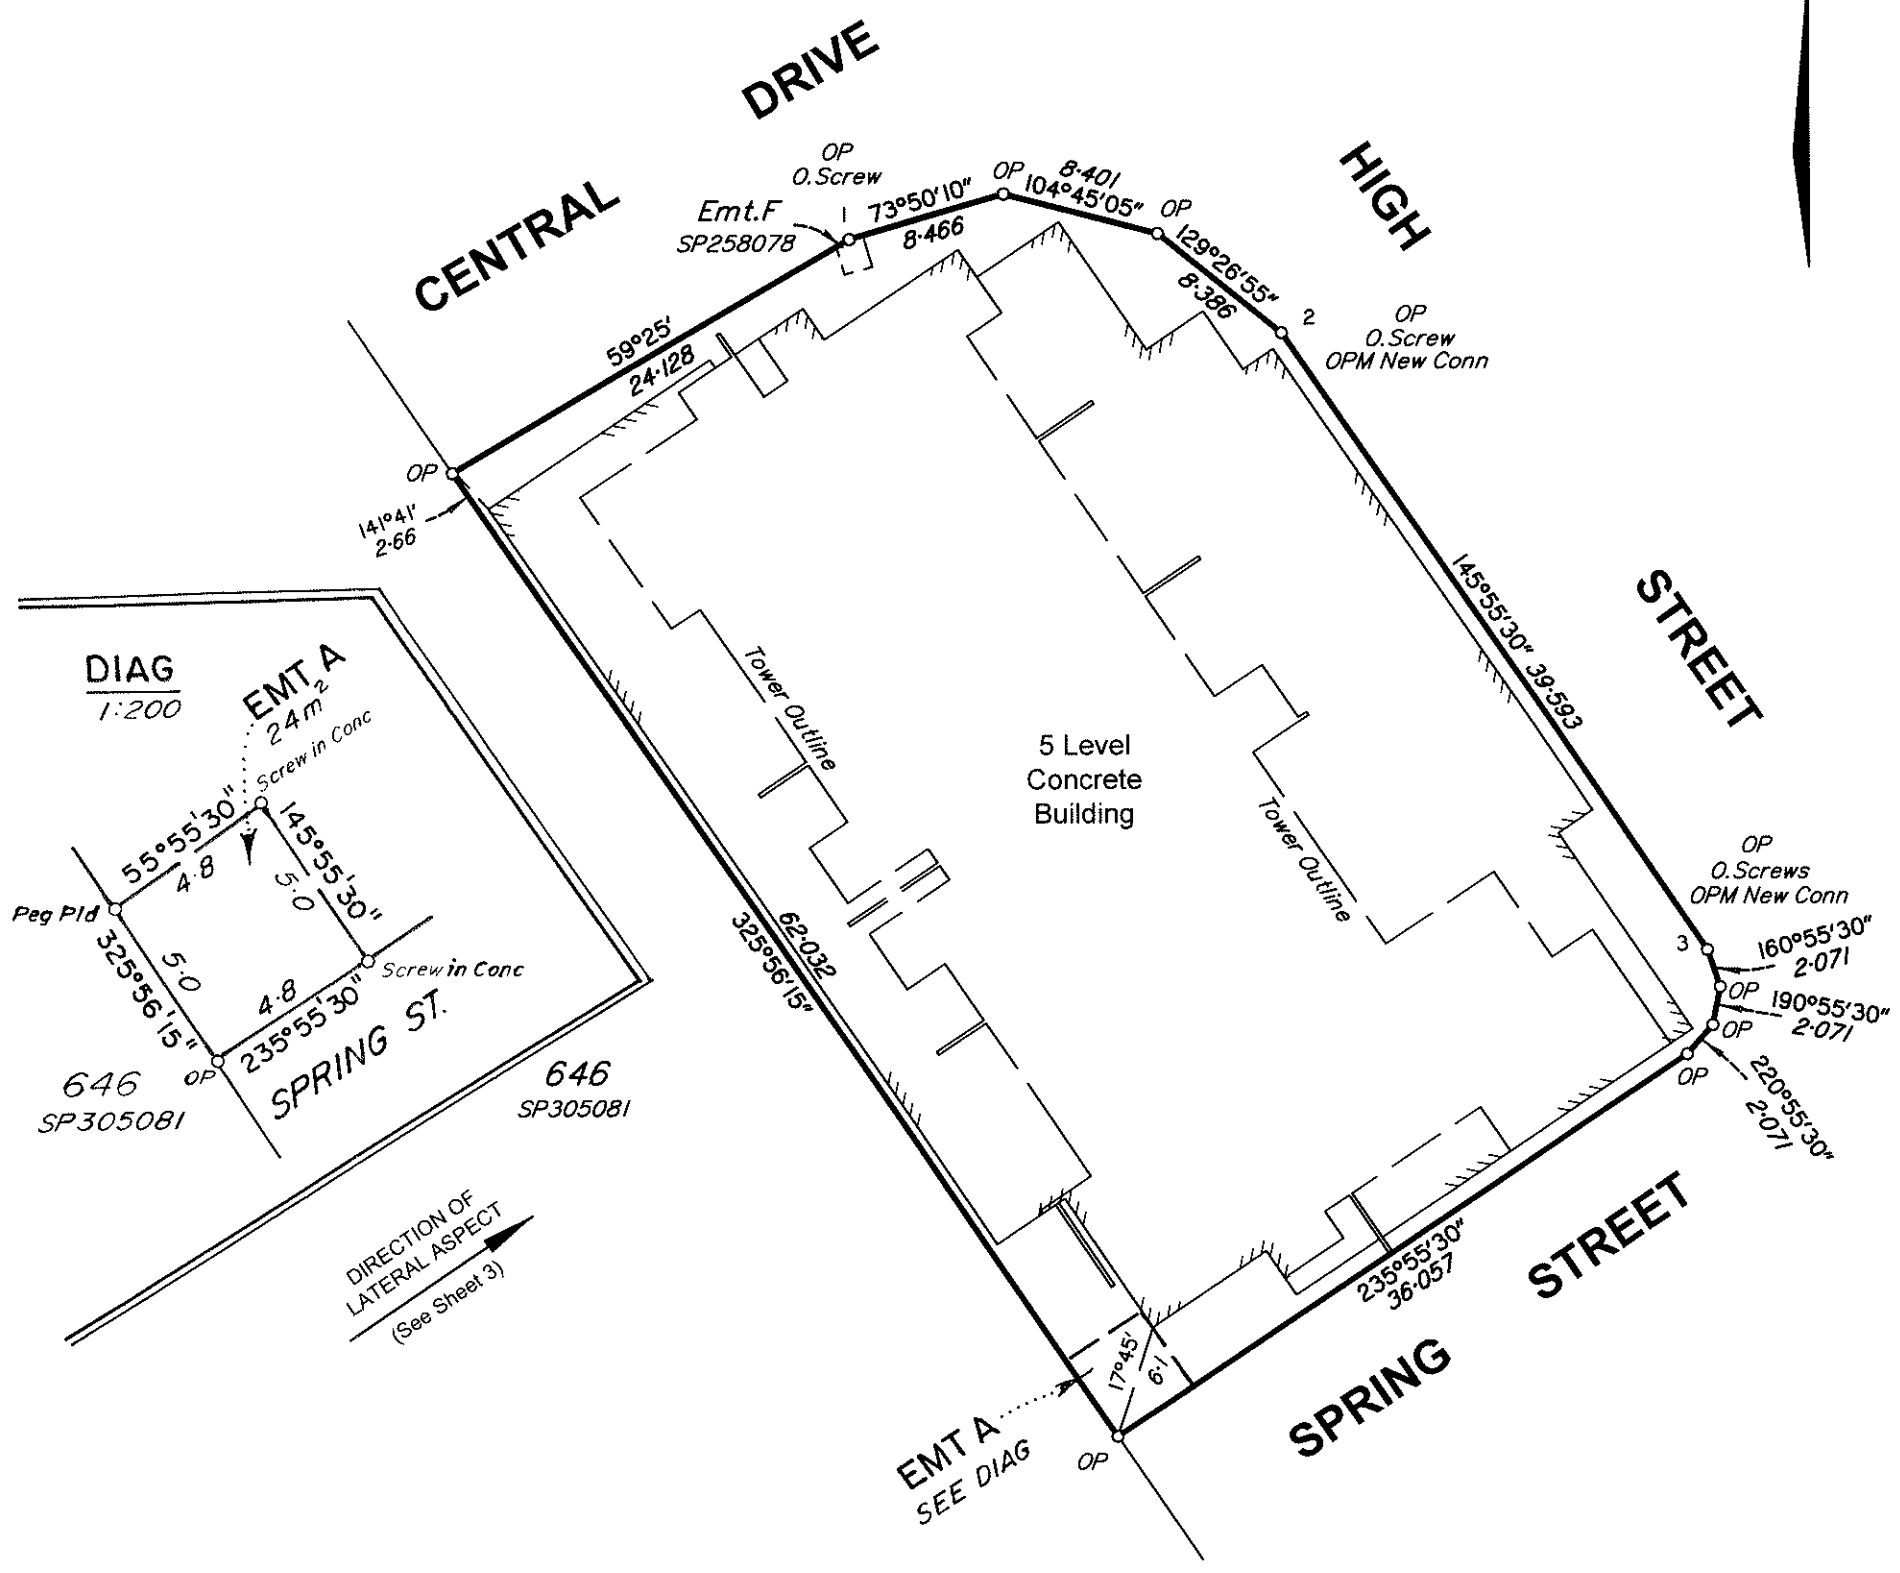 CENTRAL DRIVE
HIGH STREET
SPRING STREET
OP
O.Screw
1
Emt.F
SP258078
73°50'10"
8·466
OP
8·401
104°45'05"
OP
129°26'55"
8·386
2
OP
O.Screw
OPM New Conn
59°25'
24·128
OP
141°41'
2·66
145°55'30" 39·593
OP
O.Screws
OPM New Conn
3
160°55'30"
2·071
OP
190°55'30"
2·071
OP
OP
220°55'30"
2·071
Tower Outline
5 Level
Concrete
Building
Tower Outline
62·032
325°56'15"
235°55'30"
36·057
17°45'
6·1
EMT A
SEE DIAG
OP
DIAG
1:200
EMT A
24m²
Screw in Conc
55°55'30"
4·8
145°55'30"
5·0
Peg Pld
325°56'15"
5·0
4·8
235°55'30"
Screw in Conc
OP
SPRING ST.
646
SP305081
646
SP305081
DIRECTION OF
LATERAL ASPECT
(See Sheet 3)